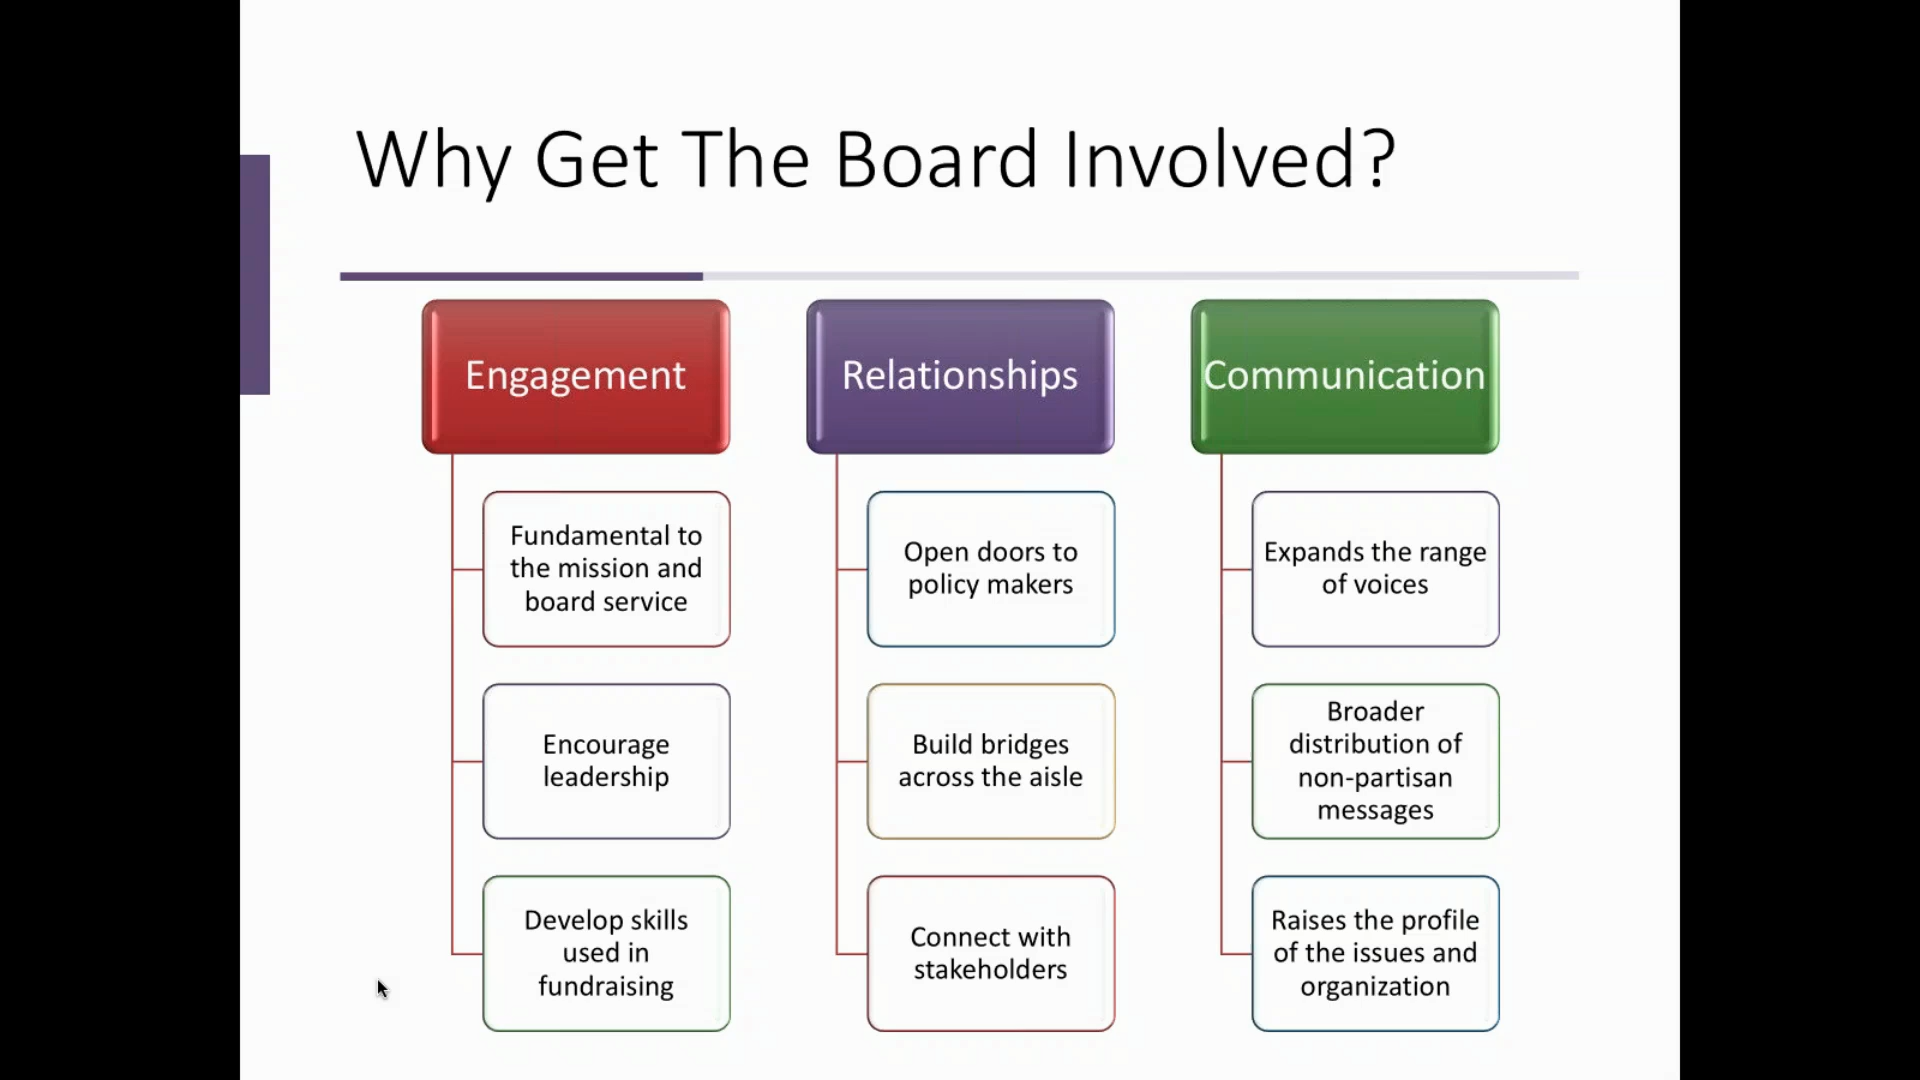 Why Get The Board Involved?
Engagement
Fundamental to
the mission and
board service
Encourage
leadership
Develop skills
used in
fundraising
Relationships
Open doors to
policy makers
Build bridges
across the aisle
Connect with
stakeholders
Communication
Expands the range
of voices
Broader
distribution of
non-partisan
messages
Raises the profile
of the issues and
organization